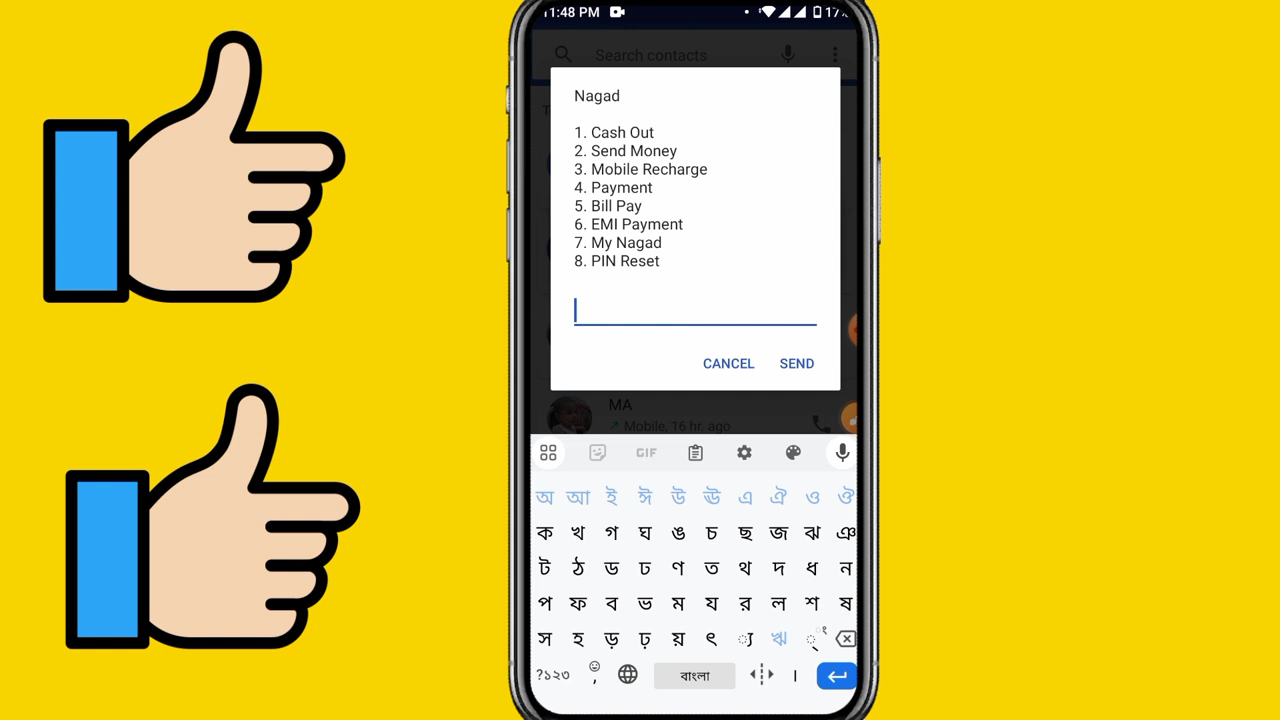 11:48 PM
17%
Search contacts
Nagad
1. Cash Out
2. Send Money
3. Mobile Recharge
4. Payment
5. Bill Pay
6. EMI Payment
7. My Nagad
8. PIN Reset
CANCEL SEND
MA
Mobile, 16 hr. ago
GIF
অ আ ই ঈ উ ঊ এ ঐ ও ঔ
ক খ গ ঘ ঙ চ ছ জ ঝ ঞ
ট ঠ ড ঢ ণ ত থ দ ধ ন
প ফ ব ভ ম য র ল শ ষ
স হ ড় ঢ় য় ৎ ্য ঋ ্ ং
?১২৩ , বাংলা ।